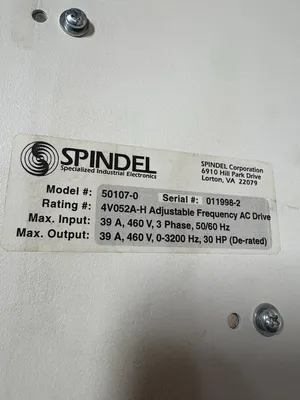 SPINDEL
Specialized Industrial Electronics
SPINDEL Corporation
6910 Hill Park Drive
Lorton, VA 22079
Model #: 50107-0 Serial #: 011998-2
Rating #: 4V052A-H Adjustable Frequency AC Drive
Max. Input: 39 A, 460 V, 3 Phase, 50/60 Hz
Max. Output: 39 A, 460 V, 0-3200 Hz, 30 HP (De-rated)